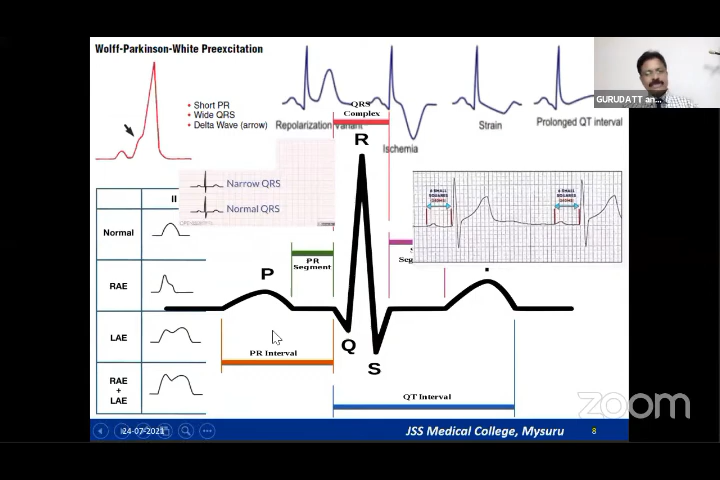 Wolff-Parkinson-White Preexcitation
• Short PR
• Wide QRS
• Delta Wave (arrow)
GURUDATT an...
QRS
Complex
Repolarization Variant
Ischemia
Strain
Prolonged QT interval
R
Narrow QRS
Normal QRS
II
Normal
RAE
LAE
RAE
+
LAE
P
PR
Segment
S
Seg
Q
S
PR Interval
QT Interval
zoom
24-07-2021
JSS Medical College, Mysuru
8